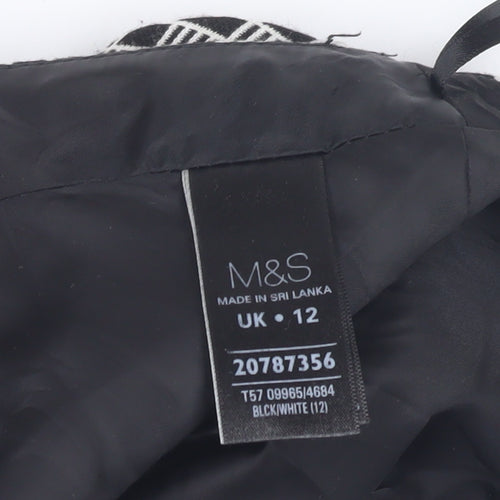 M&S
MADE IN SRI LANKA
UK • 12
20787356
T57 09965/4684
BLCK/WHITE (12)